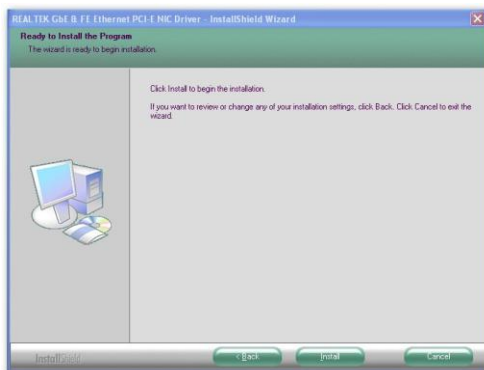 REALTEK GbE & FE Ethernet PCI-E NIC Driver - InstallShield Wizard
Ready to Install the Program
The wizard is ready to begin installation.
Click Install to begin the installation.
If you want to review or change any of your installation settings, click Back. Click Cancel to exit the
wizard.
InstallShield
< Back
Install
Cancel